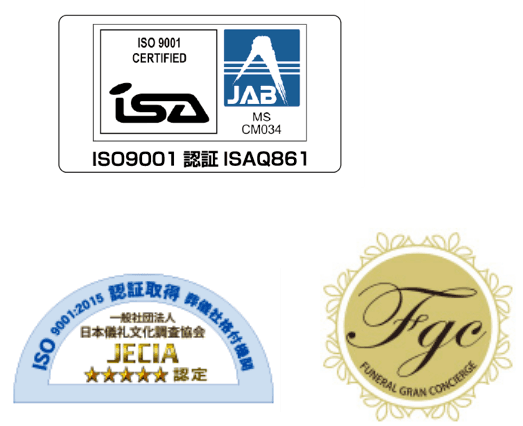 ISO 9001
CERTIFIED
isa
JAB
MS
CM034
ISO9001 認証 ISAQ861
ISO 9001:2015 認証取得 葬儀社格付機関
一般社団法人
日本儀礼文化調査協会
JECIA
★★★★★ 認定
Fgc
FUNERAL GRAN CONCIERGE